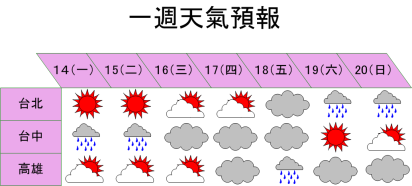 一週天氣預報
14(一) 15(二) 16(三) 17(四) 18(五) 19(六) 20(日)
台北
台中
高雄